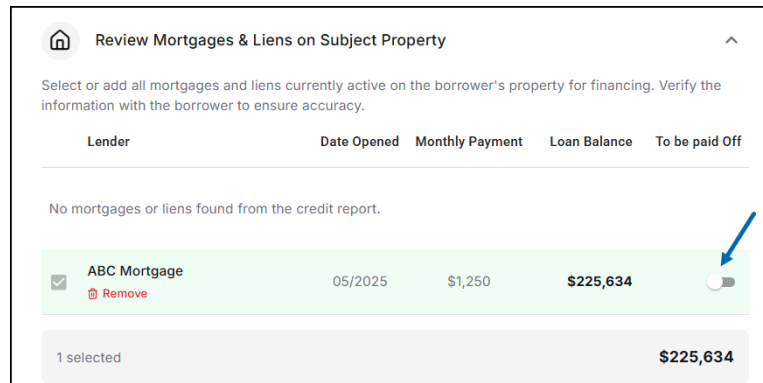 Review Mortgages & Liens on Subject Property
Select or add all mortgages and liens currently active on the borrower's property for financing. Verify the
information with the borrower to ensure accuracy.
Lender Date Opened Monthly Payment Loan Balance To be paid Off
No mortgages or liens found from the credit report.
ABC Mortgage
05/2025 $1,250 $225,634
Remove
1 selected $225,634